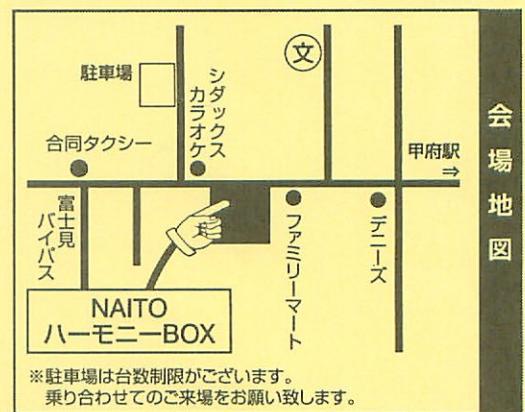 会場地図
文
駐車場
シダックス
カラオケ
合同タクシー
甲府駅
⇒
富士見
バイパス
ファミリーマート
デニーズ
NAITO
ハーモニーBOX
※駐車場は台数制限がございます。
乗り合わせてのご来場をお願い致します。